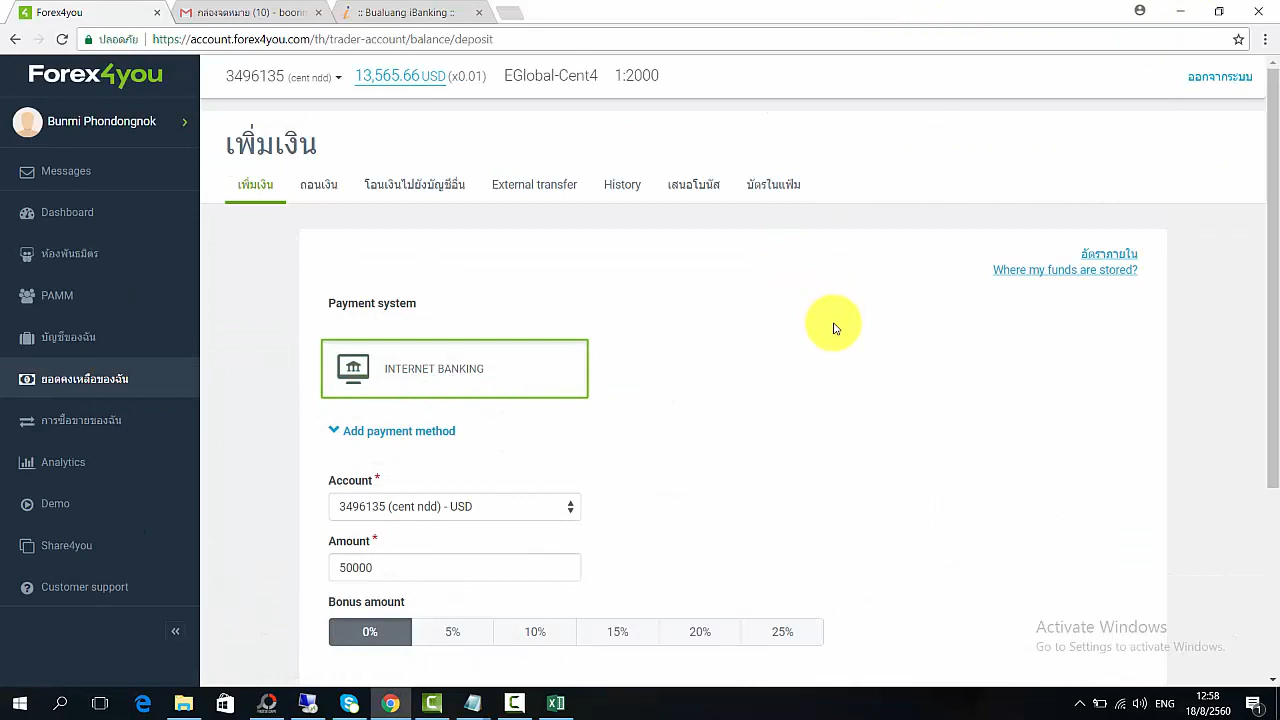 Forex4you
กล่องจดหมาย (10) - boonm
:: Bualuang iBanking ::
ปลอดภัย
https://account.forex4you.com/th/trader-account/balance/deposit
Forex4you
3496135 (cent ndd)
13,565.66 USD (x0.01)
EGlobal-Cent4
1:2000
ออกจากระบบ
Bunmi Phondongnok
Messages
Dashboard
ห้องพันธมิตร
PAMM
บัญชีของฉัน
ยอดคงเหลือของฉัน
การซื้อขายของฉัน
Analytics
Demo
Share4you
Customer support
เพิ่มเงิน
เพิ่มเงิน
ถอนเงิน
โอนเงินไปยังบัญชีอื่น
External transfer
History
เสนอโบนัส
บัตรในแฟ้ม
อัตราภายใน
Where my funds are stored?
Payment system
INTERNET BANKING
Add payment method
Account *
3496135 (cent ndd) - USD
Amount *
50000
Bonus amount
0%
5%
10%
15%
20%
25%
Activate Windows
Go to Settings to activate Windows.
ENG
12:58
18/8/2560